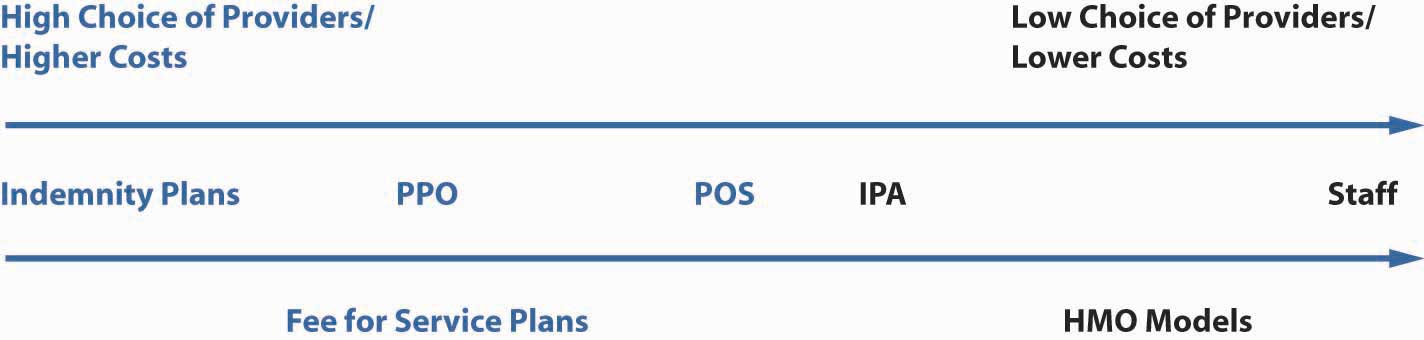 High Choice of Providers/
Higher Costs
Low Choice of Providers/
Lower Costs
Indemnity Plans PPO POS IPA Staff
Fee for Service Plans HMO Models